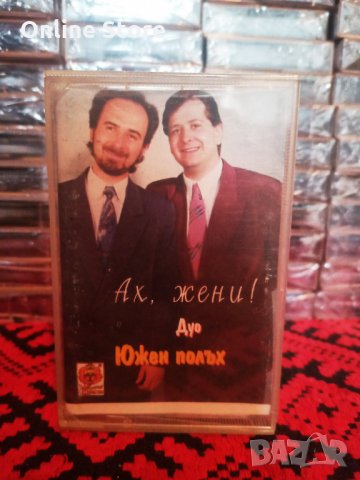 Online Store
Ах, жени!
Дуо
Южен полъх
BAZAR